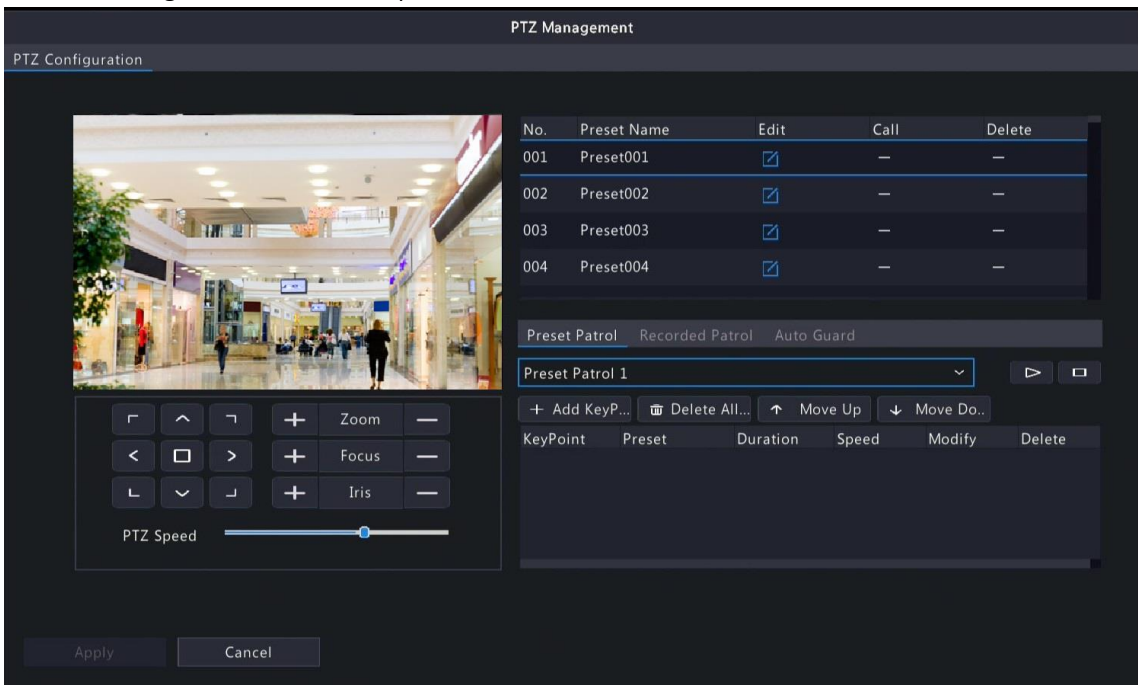 PTZ Management
PTZ Configuration
No. Preset Name Edit Call Delete
001 Preset001
002 Preset002
003 Preset003
004 Preset004
Preset Patrol Recorded Patrol Auto Guard
Preset Patrol 1
Add KeyP... Delete All... Move Up Move Do..
KeyPoint Preset Duration Speed Modify Delete
Zoom
Focus
Iris
PTZ Speed
Apply Cancel